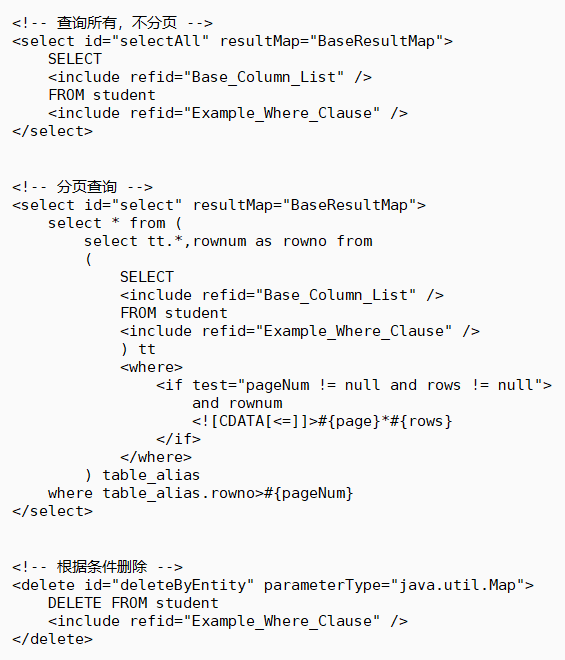 <!-- 查询所有，不分页 -->
<select id="selectAll" resultMap="BaseResultMap">
    SELECT
    <include refid="Base_Column_List" />
    FROM student
    <include refid="Example_Where_Clause" />
</select>
<!-- 分页查询 -->
<select id="select" resultMap="BaseResultMap">
    select * from (
        select tt.*,rownum as rowno from
        (
            SELECT
            <include refid="Base_Column_List" />
            FROM student
            <include refid="Example_Where_Clause" />
            ) tt
            <where>
                <if test="pageNum != null and rows != null">
                    and rownum
                    <![CDATA[<=]]>#{page}*#{rows}
                </if>
            </where>
        ) table_alias
    where table_alias.rowno>#{pageNum}
</select>
<!-- 根据条件删除 -->
<delete id="deleteByEntity" parameterType="java.util.Map">
    DELETE FROM student
    <include refid="Example_Where_Clause" />
</delete>